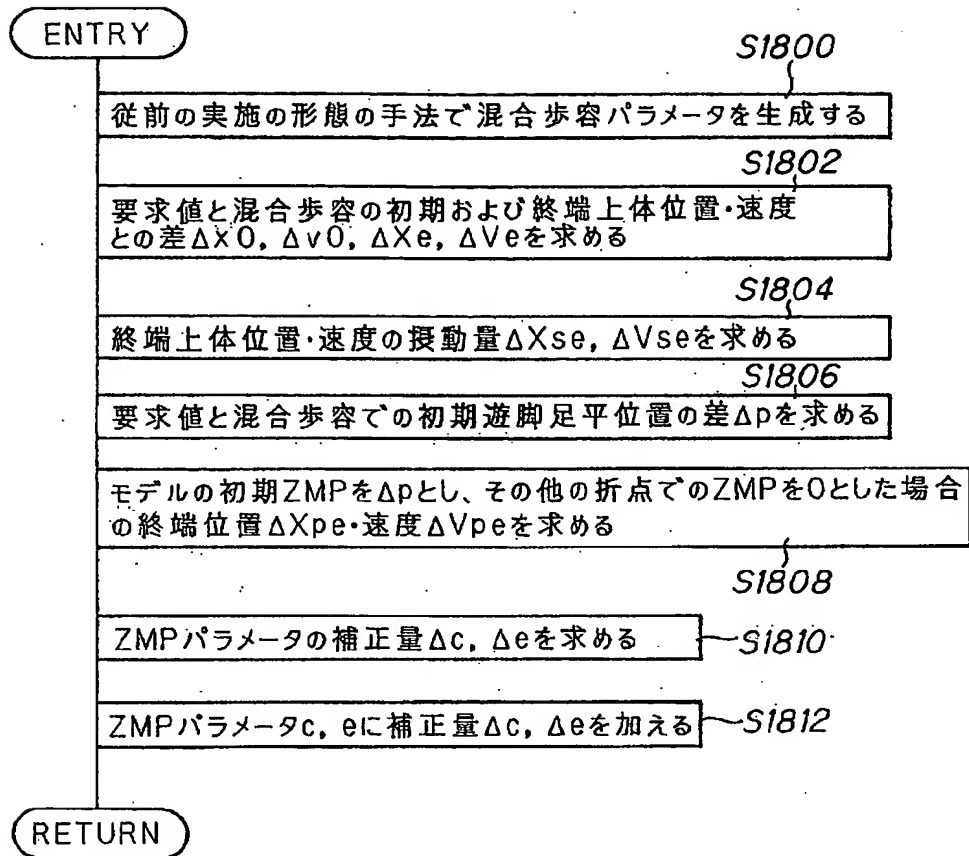 ENTRY
S1800
従前の実施の形態の手法で混合歩容パラメータを生成する
S1802
要求値と混合歩容の初期および終端上体位置・速度
との差Δx0, Δv0, ΔXe, ΔVeを求める
S1804
終端上体位置・速度の摂動量ΔXse, ΔVseを求める
S1806
要求値と混合歩容での初期遊脚足平位置の差Δpを求める
モデルの初期ZMPをΔpとし、その他の折点でのZMPを0とした場合
の終端位置ΔXpe・速度ΔVpeを求める
S1808
ZMPパラメータの補正量Δc, Δeを求める
S1810
ZMPパラメータc, eに補正量Δc, Δeを加える
S1812
RETURN